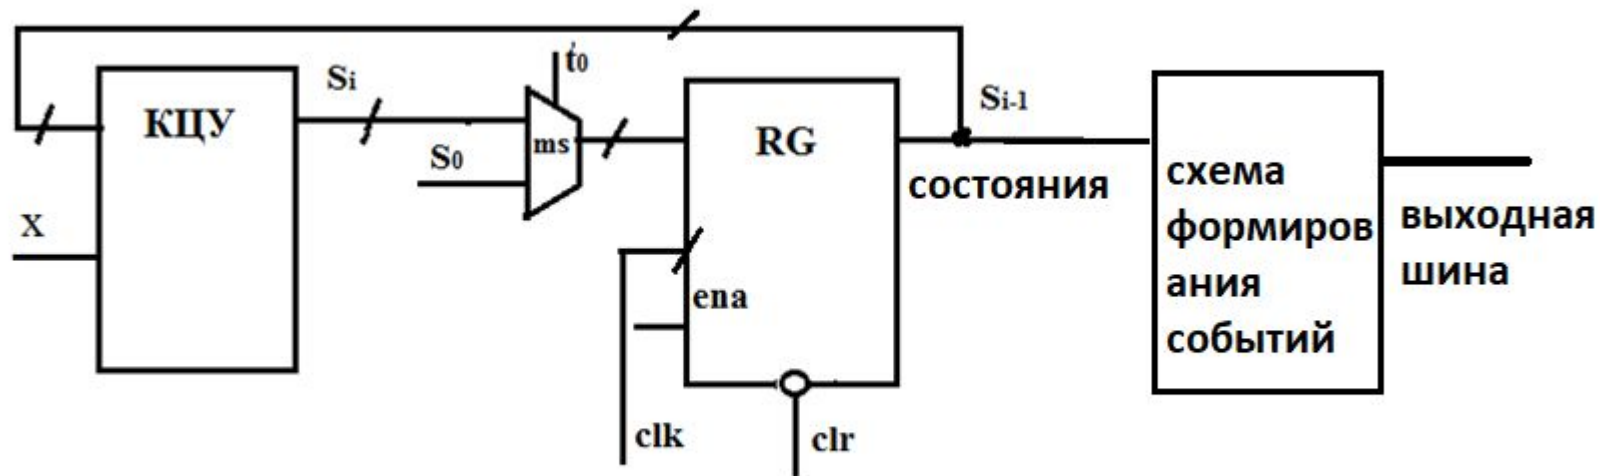 КЦУ
X
Si
S0
t0
ms
RG
ena
clk
clr
Si-1
состояния
схема
формиров
ания
событий
выходная
шина